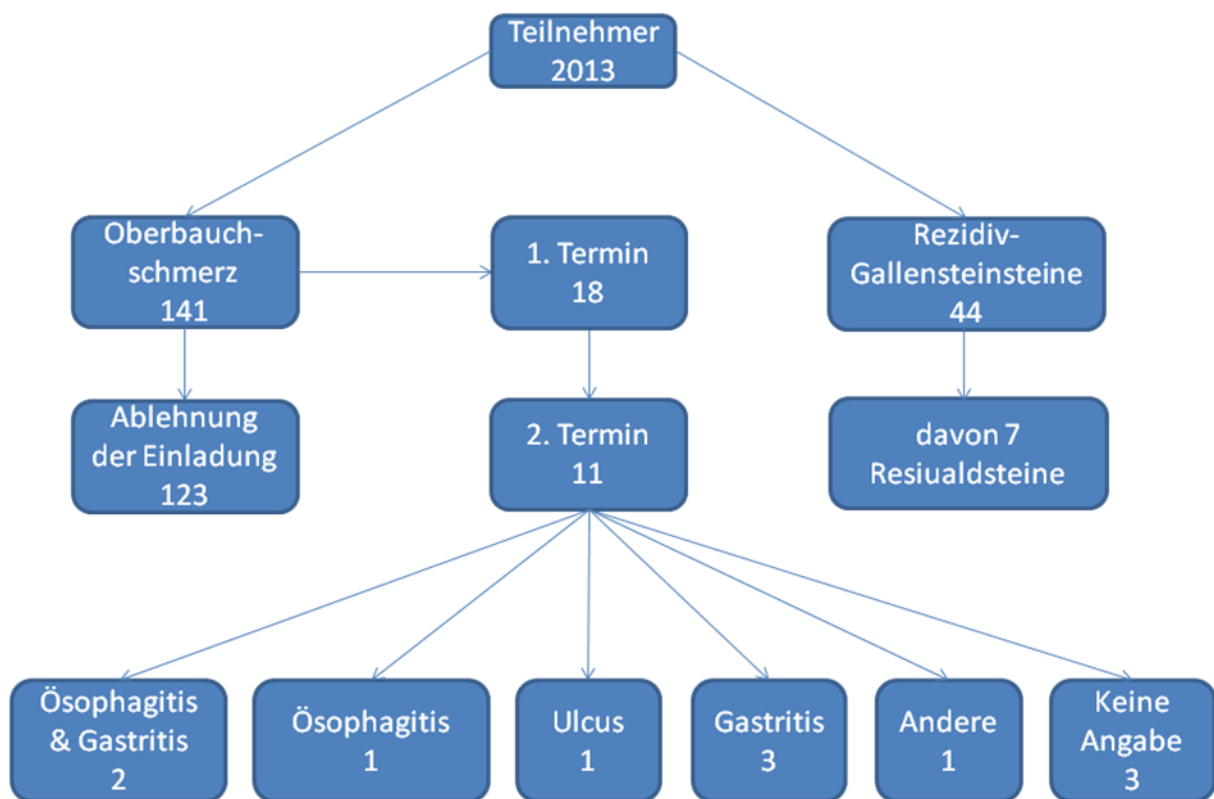 Teilnehmer
2013
Oberbauch-
schmerz
141
1. Termin
18
Rezidiv-
Gallensteinsteine
44
Ablehnung
der Einladung
123
2. Termin
11
davon 7
Resiualdsteine
Ösophagitis
& Gastritis
2
Ösophagitis
1
Ulcus
1
Gastritis
3
Andere
1
Keine
Angabe
3